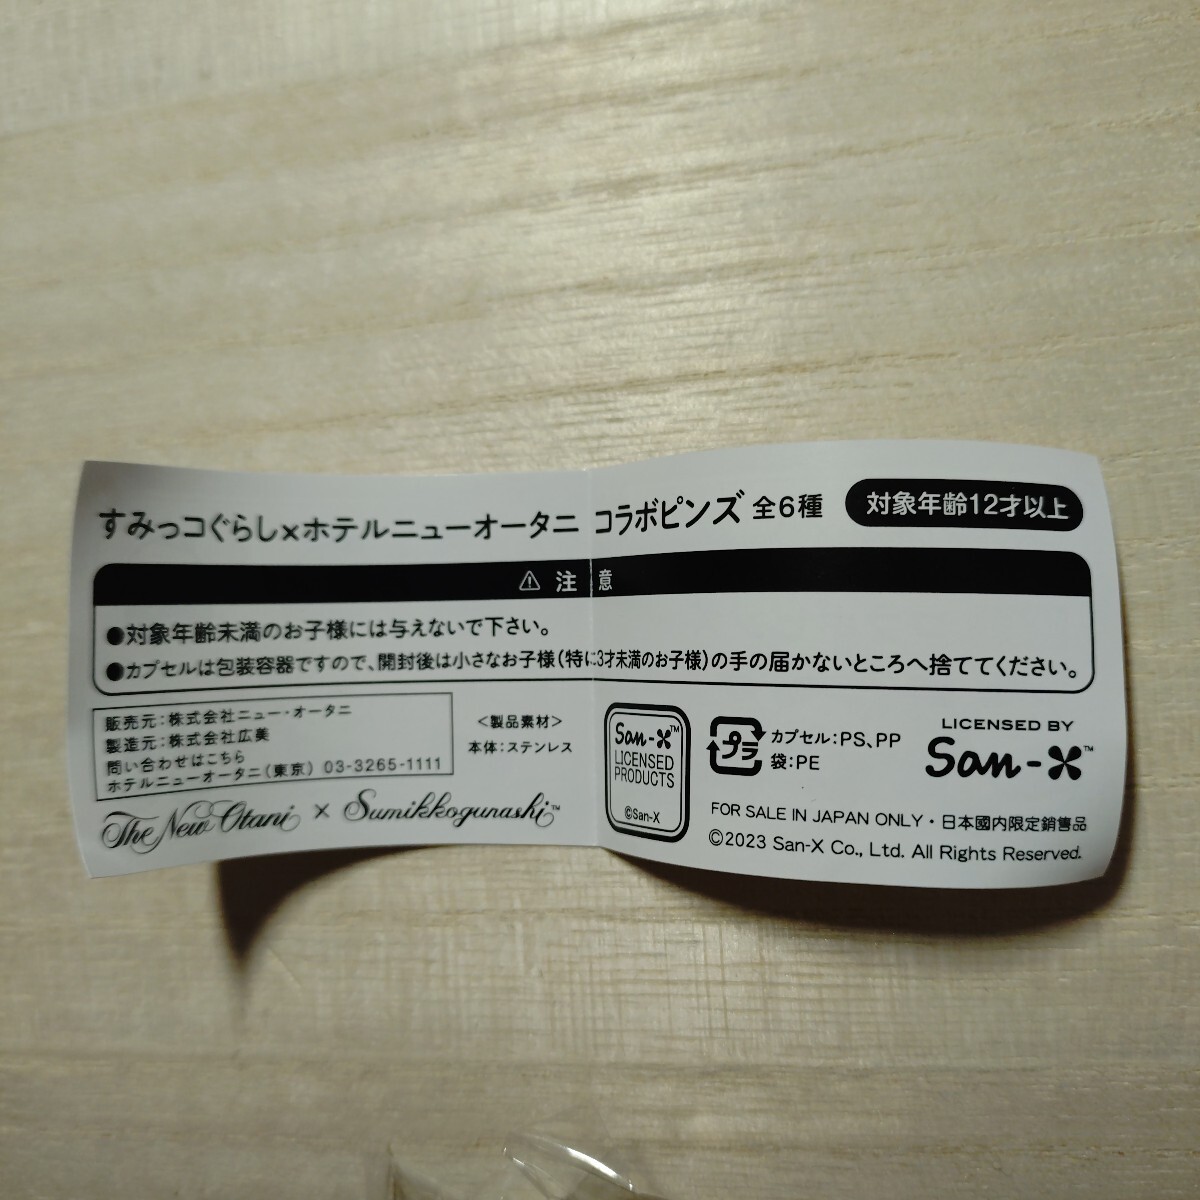 すみっコぐらし×ホテルニューオータニ コラボピンズ 全6種 対象年齢12才以上
⚠ 注意
●対象年齢未満のお子様には与えないで下さい。
●カプセルは包装容器ですので、開封後は小さなお子様(特に3才未満のお子様)の手の届かないところへ捨ててください。
販売元:株式会社ニュー・オータニ
製造元:株式会社広美
問い合わせはこちら
ホテルニューオータニ(東京) 03-3265-1111
<製品素材>
本体:ステンレス
The New Otani × Sumikkogurashi™
San-X™
LICENSED
PRODUCTS
©San-X
プラ
カプセル:PS、PP
袋:PE
LICENSED BY
San-X™
FOR SALE IN JAPAN ONLY・日本國内限定銷售品
©2023 San-X Co., Ltd. All Rights Reserved.